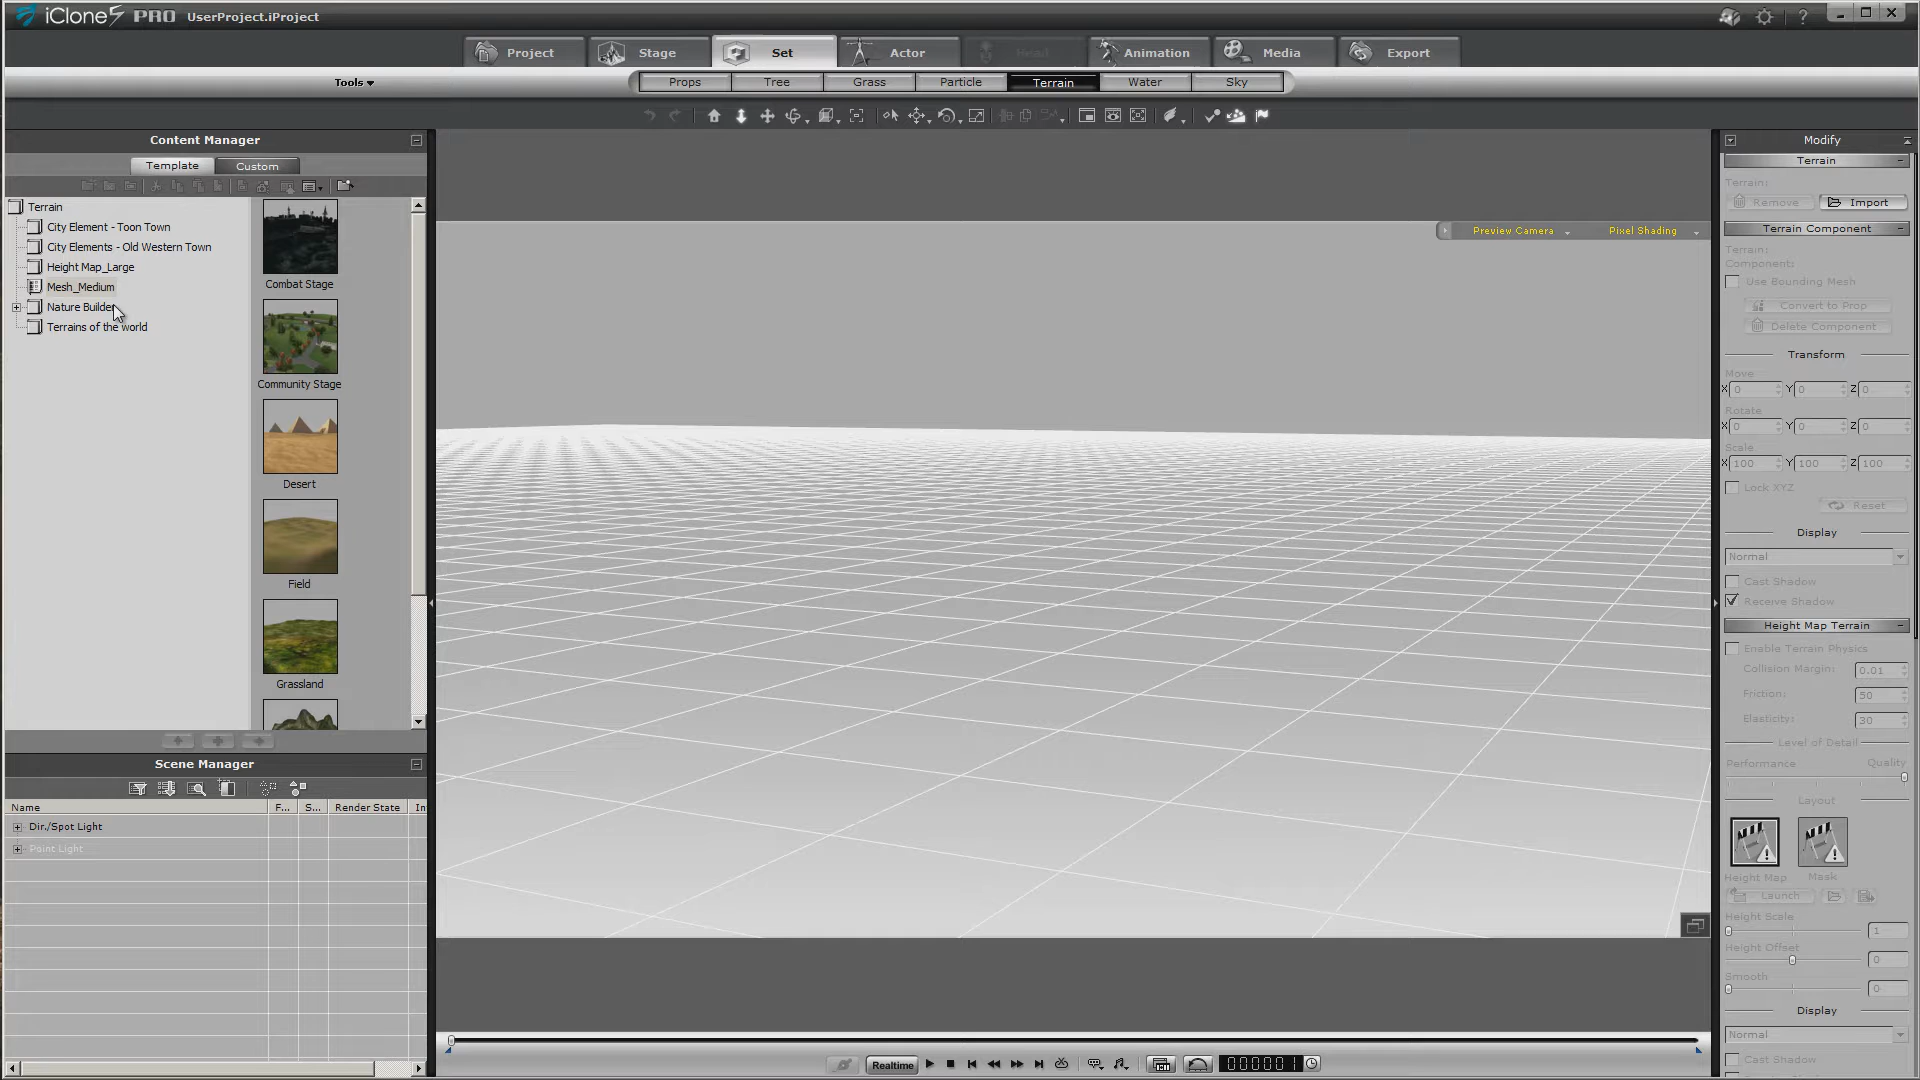 iClone5 PRO UserProject.iProject
Project Stage Set Actor Head Animation Media Export
Tools
Props Tree Grass Particle Terrain Water Sky
Content Manager
Template Custom
Terrain
City Element - Toon Town
City Elements - Old Western Town
Height Map_Large
Mesh_Medium
Nature Builder
Terrains of the world
Combat Stage
Community Stage
Desert
Field
Grassland
Preview Camera Pixel Shading
Scene Manager
Name F... S... Render State In
Dir./Spot Light
Point Light
Realtime
000001
Modify
Terrain
Terrain:
Remove Import
Terrain Component
Terrain:
Component:
Use Bounding Mesh
Convert to Prop
Delete Component
Transform
Move
X 0 Y 0 Z 0
Rotate
X 0 Y 0 Z 0
Scale
X 100 Y 100 Z 100
Lock XYZ
Reset
Display
Normal
Cast Shadow
Receive Shadow
Height Map Terrain
Enable Terrain Physics
Collision Margin: 0.01
Friction: 50
Elasticity: 30
Level of Detail
Performance Quality
Layout
Height Map Mask
Launch
Height Scale
1
Height Offset
0
Smooth
0
Display
Normal
Cast Shadow